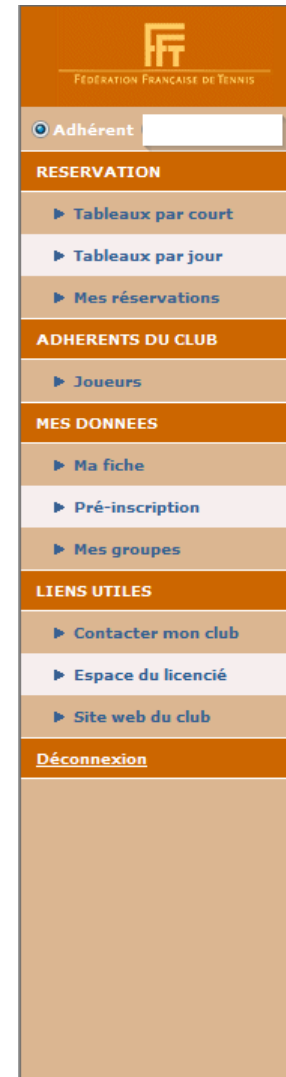 FFT
FÉDÉRATION FRANÇAISE DE TENNIS
Adhérent
RESERVATION
Tableaux par court
Tableaux par jour
Mes réservations
ADHERENTS DU CLUB
Joueurs
MES DONNEES
Ma fiche
Pré-inscription
Mes groupes
LIENS UTILES
Contacter mon club
Espace du licencié
Site web du club
Déconnexion